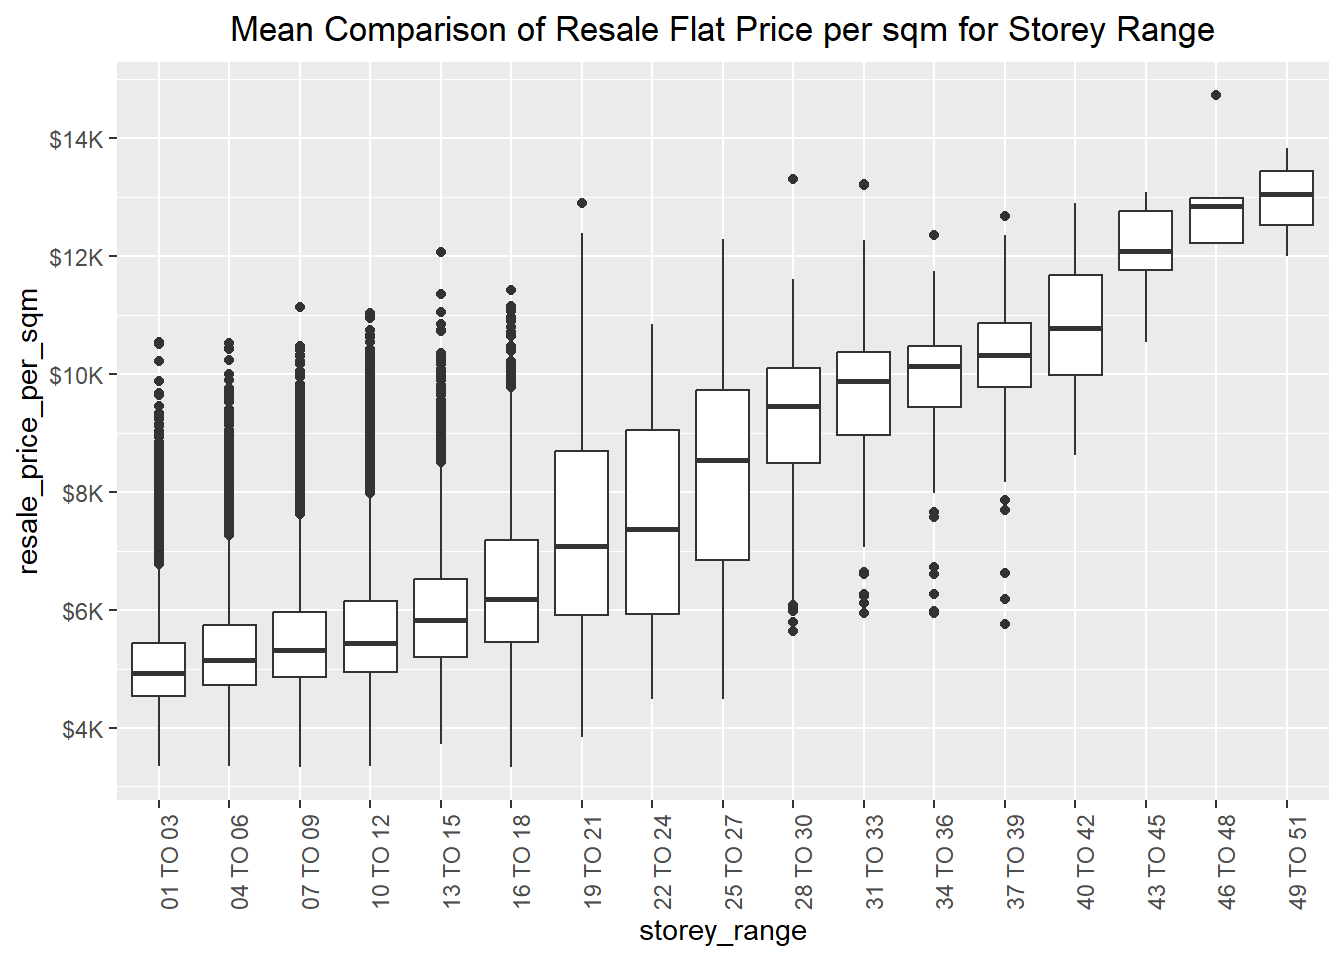 Mean Comparison of Resale Flat Price per sqm for Storey Range
resale_price_per_sqm
$14K
$12K
$10K
$8K
$6K
$4K
01 TO 03
04 TO 06
07 TO 09
10 TO 12
13 TO 15
16 TO 18
19 TO 21
22 TO 24
25 TO 27
28 TO 30
31 TO 33
34 TO 36
37 TO 39
40 TO 42
43 TO 45
46 TO 48
49 TO 51
storey_range